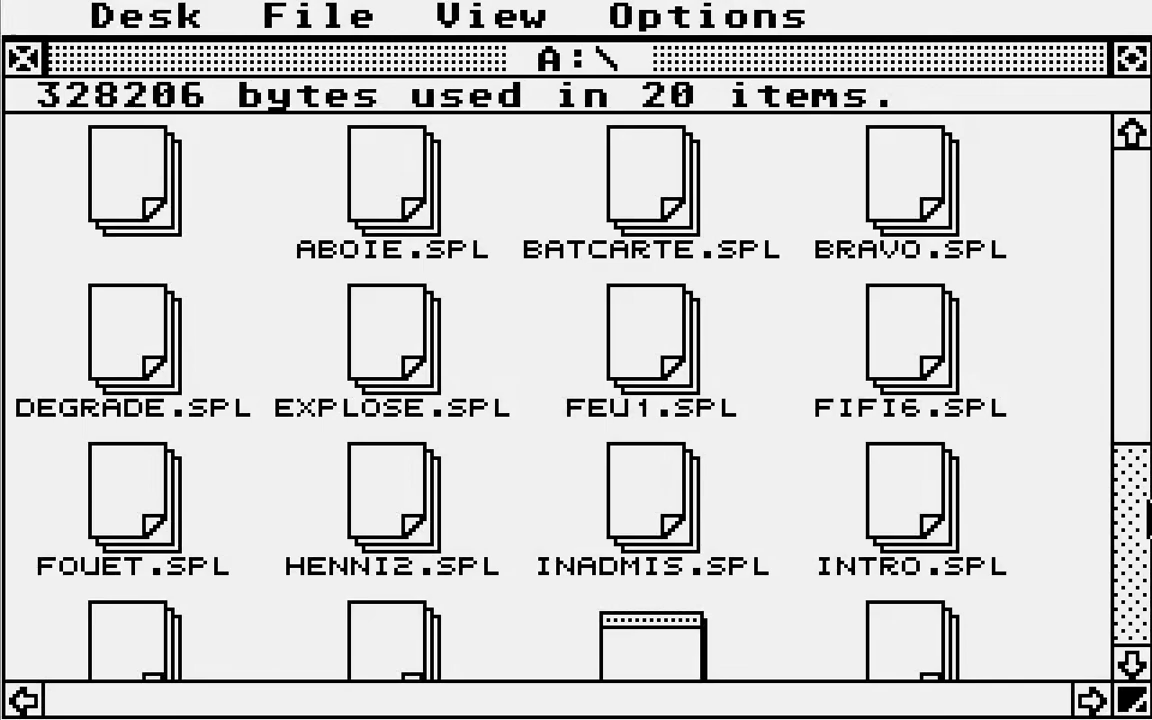 Desk File View Options
A:\
328206 bytes used in 20 items.
ABOIE.SPL BATCARTE.SPL BRAVO.SPL
DEGRADE.SPL EXPLOSE.SPL FEU1.SPL FIFI6.SPL
FOUET.SPL HENNI2.SPL INADMIS.SPL INTRO.SPL